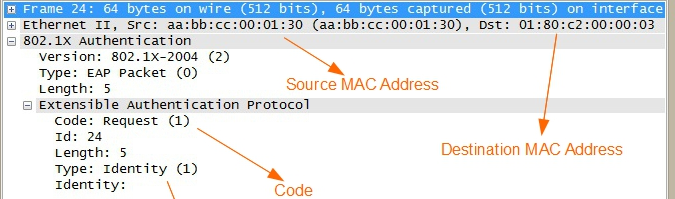 Frame 24: 64 bytes on wire (512 bits), 64 bytes captured (512 bits) on interface
Ethernet II, Src: aa:bb:cc:00:01:30 (aa:bb:cc:00:01:30), Dst: 01:80:c2:00:00:03
802.1X Authentication
Version: 802.1X-2004 (2)
Type: EAP Packet (0)
Length: 5
Source MAC Address
Extensible Authentication Protocol
Code: Request (1)
Id: 24
Length: 5
Destination MAC Address
Type: Identity (1)
Identity:
Code